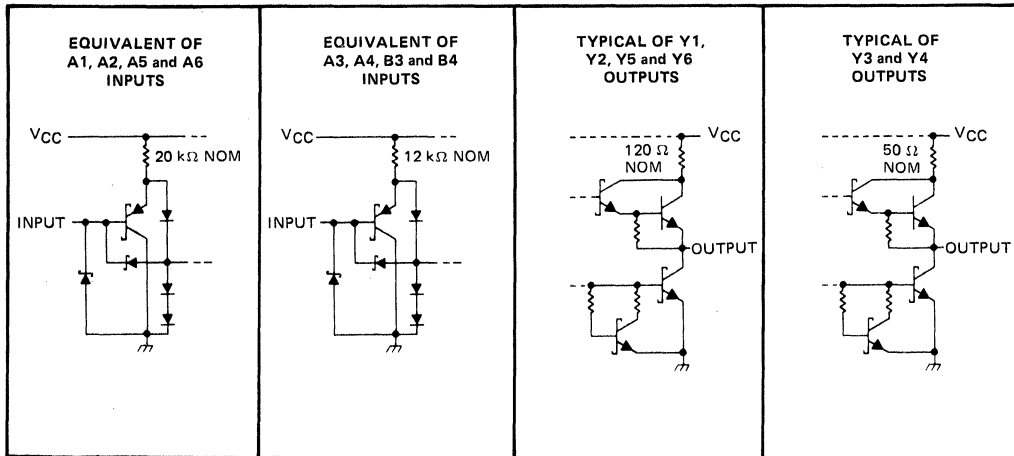 EQUIVALENT OF
A1, A2, A5 and A6
INPUTS
VCC
20 kΩ NOM
INPUT
EQUIVALENT OF
A3, A4, B3 and B4
INPUTS
VCC
12 kΩ NOM
INPUT
TYPICAL OF Y1,
Y2, Y5 and Y6
OUTPUTS
VCC
120 Ω
NOM
OUTPUT
TYPICAL OF
Y3 and Y4
OUTPUTS
VCC
50 Ω
NOM
OUTPUT